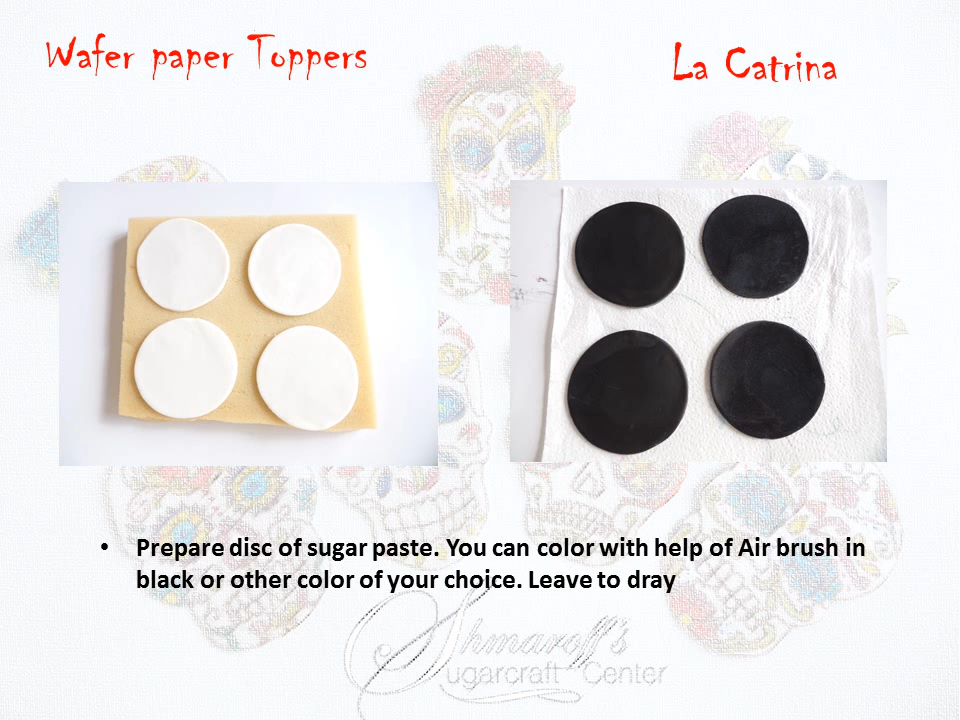 Wafer paper Toppers
La Catrina
• Prepare disc of sugar paste. You can color with help of Air brush in
black or other color of your choice. Leave to dray
Shmaroff's
Sugarcraft Center